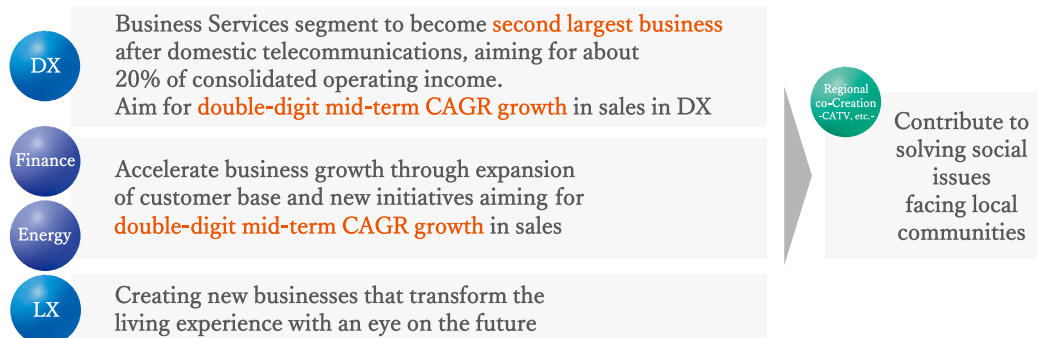 DX
Business Services segment to become second largest business
after domestic telecommunications, aiming for about
20% of consolidated operating income.
Aim for double-digit mid-term CAGR growth in sales in DX
Finance
Energy
Accelerate business growth through expansion
of customer base and new initiatives aiming for
double-digit mid-term CAGR growth in sales
LX
Creating new businesses that transform the
living experience with an eye on the future
Regional
co-Creation
-CATV, etc.-
Contribute to
solving social
issues
facing local
communities